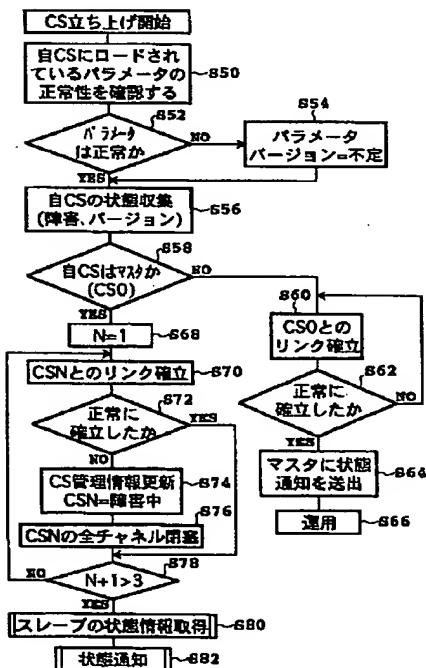 CS立ち上げ開始
自CSにロードされ
ているパラメータの
正常性を確認する
S50
S52
パラメータ
は正常か
NO
YES
S54
パラメータ
バージョン=不定
自CSの状態収集
(障害、バージョン)
S56
S58
自CSはマスタか
(CS0)
NO
YES
S60
CS0との
リンク確立
S62
正常に
確立したか
NO
YES
マスタに状態
通知を送出
S64
運用
S66
N=1
S68
CSNとのリンク確立
S70
S72
正常に
確立したか
YES
NO
CS管理情報更新
CSN=障害中
S74
S76
CSNの全チャネル閉塞
S78
N+1>3
NO
YES
スレーブの状態情報取得
S80
状態通知
S82